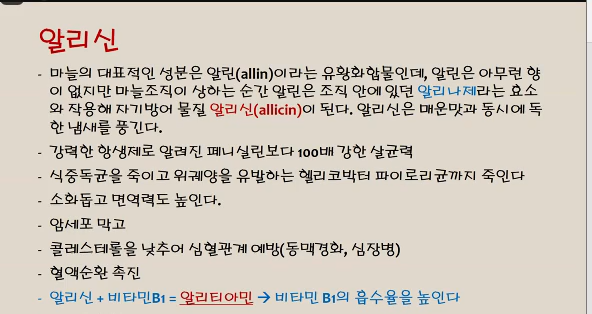 알리신
- 마늘의 대표적인 성분은 알린(allin)이라는 유황화합물인데, 알린은 아무런 향
이 없지만 마늘조직이 상하는 순간 알린은 조직 안에 있던 알리나제라는 효소
와 작용해 자기방어 물질 알리신(allicin)이 된다. 알리신은 매운맛과 동시에 독
한 냄새를 풍긴다.
- 강력한 항생제로 알려진 페니실린보다 100배 강한 살균력
- 식중독균을 죽이고 위궤양을 유발하는 헬리코박터 파이로리균까지 죽인다
- 소화돕고 면역력도 높인다.
- 암세포 막고
- 콜레스테롤을 낮추어 심혈관계 예방(동맥경화, 심장병)
- 혈액순환 촉진
- 알리신 + 비타민B1 = 알리티아민 → 비타민 B1의 흡수율을 높인다